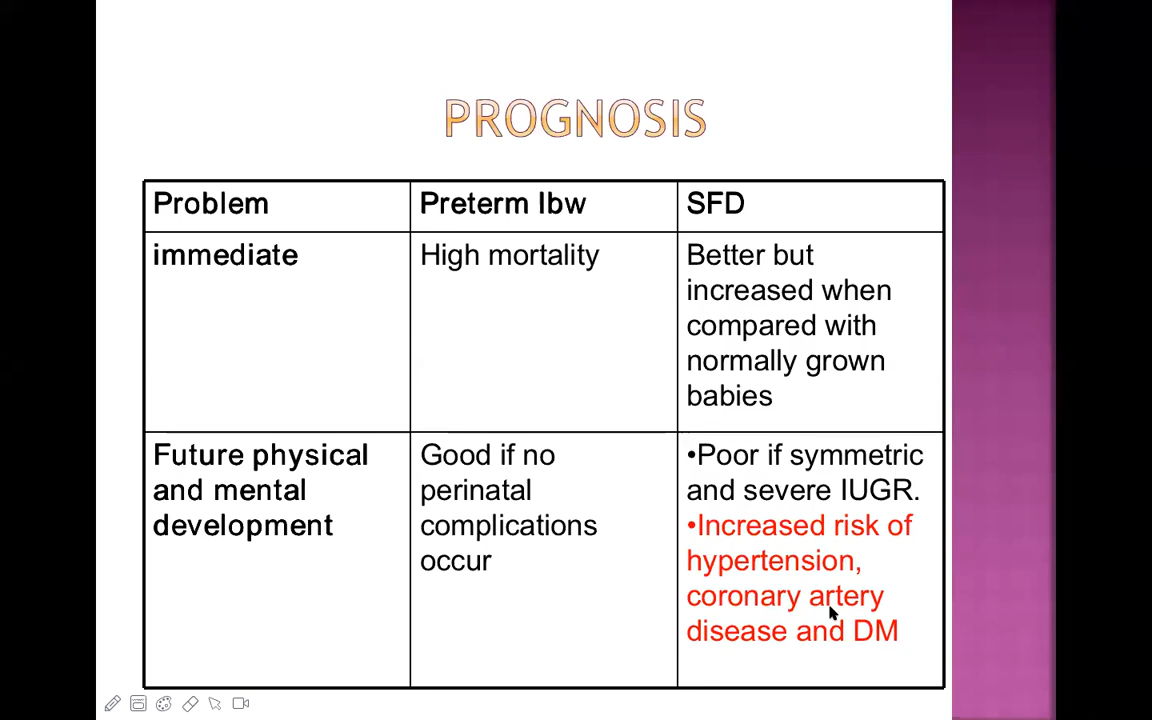 PROGNOSIS
Problem
Preterm lbw
SFD
immediate
High mortality
Better but
increased when
compared with
normally grown
babies
Future physical
and mental
development
Good if no
perinatal
complications
occur
•Poor if symmetric
and severe IUGR.
•Increased risk of
hypertension,
coronary artery
disease and DM